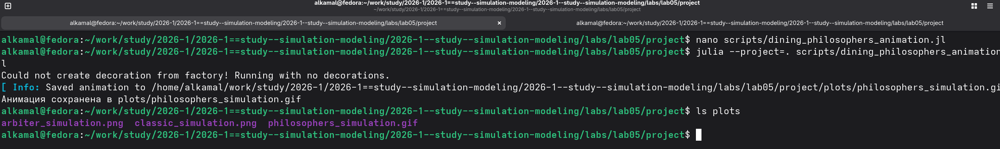 alkamal@fedora:~/work/study/2026-1/2026-1==study--simulation-modeling/2026-1--study--simulation-modeling/labs/lab05/project
~/work/study/2026-1/2026-1==study--simulation-modeling/2026-1--study--simulation-modeling/labs/lab05/project
alkamal@fedora:~/work/study/2026-1/2026-1==study--simulation-modeling/2026-1--study--simulation-modeling/labs/lab05/project × alkamal@fedora:~/work/study/2026-1/2026-1==study--simulation-modeling/2026-1--study--simulation-modeling/labs/lab05/project
alkamal@fedora:~/work/study/2026-1/2026-1==study--simulation-modeling/2026-1--study--simulation-modeling/labs/lab05/project$ nano scripts/dining_philosophers_animation.jl
alkamal@fedora:~/work/study/2026-1/2026-1==study--simulation-modeling/2026-1--study--simulation-modeling/labs/lab05/project$ julia --project=. scripts/dining_philosophers_animation
l
Could not create decoration from factory! Running with no decorations.
[ Info: Saved animation to /home/alkamal/work/study/2026-1/2026-1==study--simulation-modeling/2026-1--study--simulation-modeling/labs/lab05/project/plots/philosophers_simulation.gi
Анимация сохранена в plots/philosophers_simulation.gif
alkamal@fedora:~/work/study/2026-1/2026-1==study--simulation-modeling/2026-1--study--simulation-modeling/labs/lab05/project$ ls plots
arbiter_simulation.png classic_simulation.png philosophers_simulation.gif
alkamal@fedora:~/work/study/2026-1/2026-1==study--simulation-modeling/2026-1--study--simulation-modeling/labs/lab05/project$